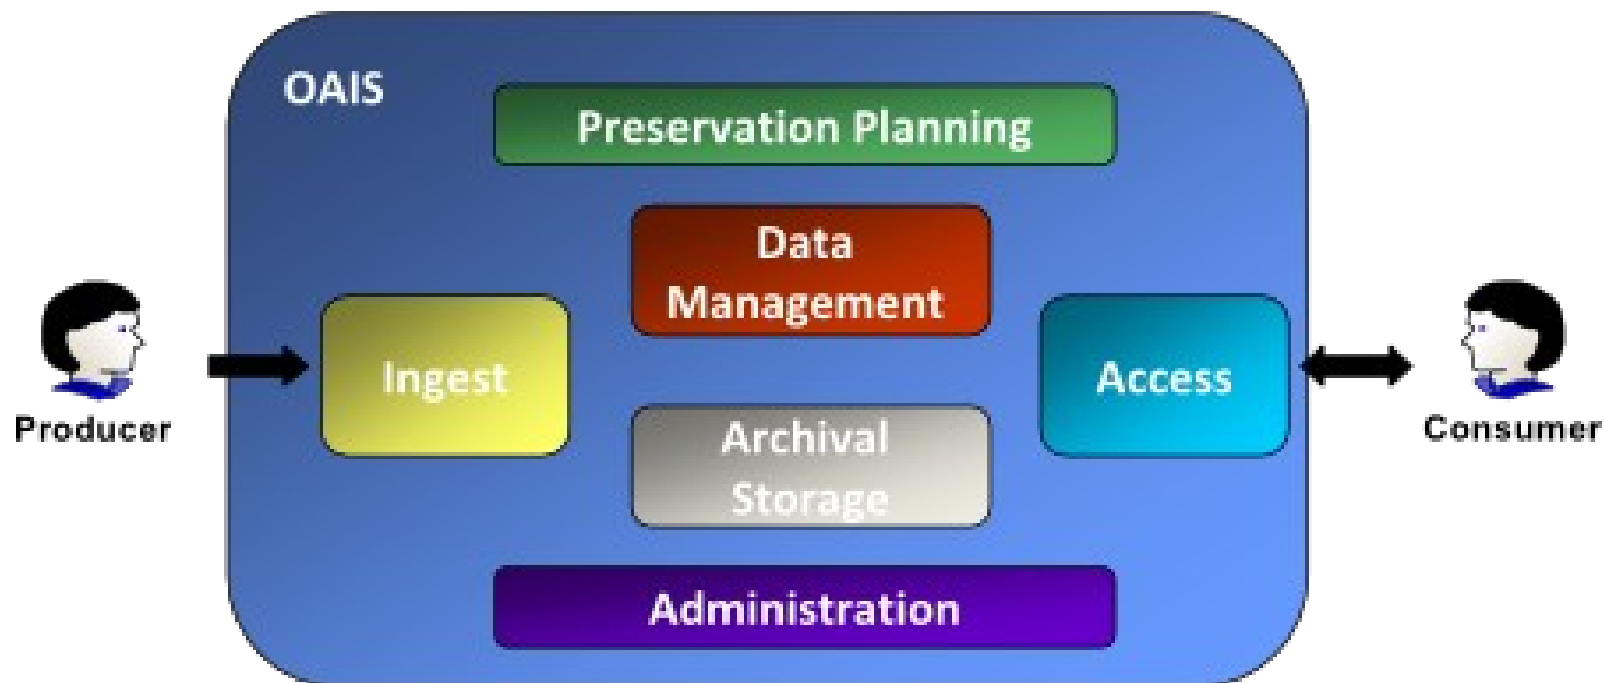 OAIS
Preservation Planning
Data
Management
Ingest
Access
Archival
Storage
Producer
Consumer
Administration